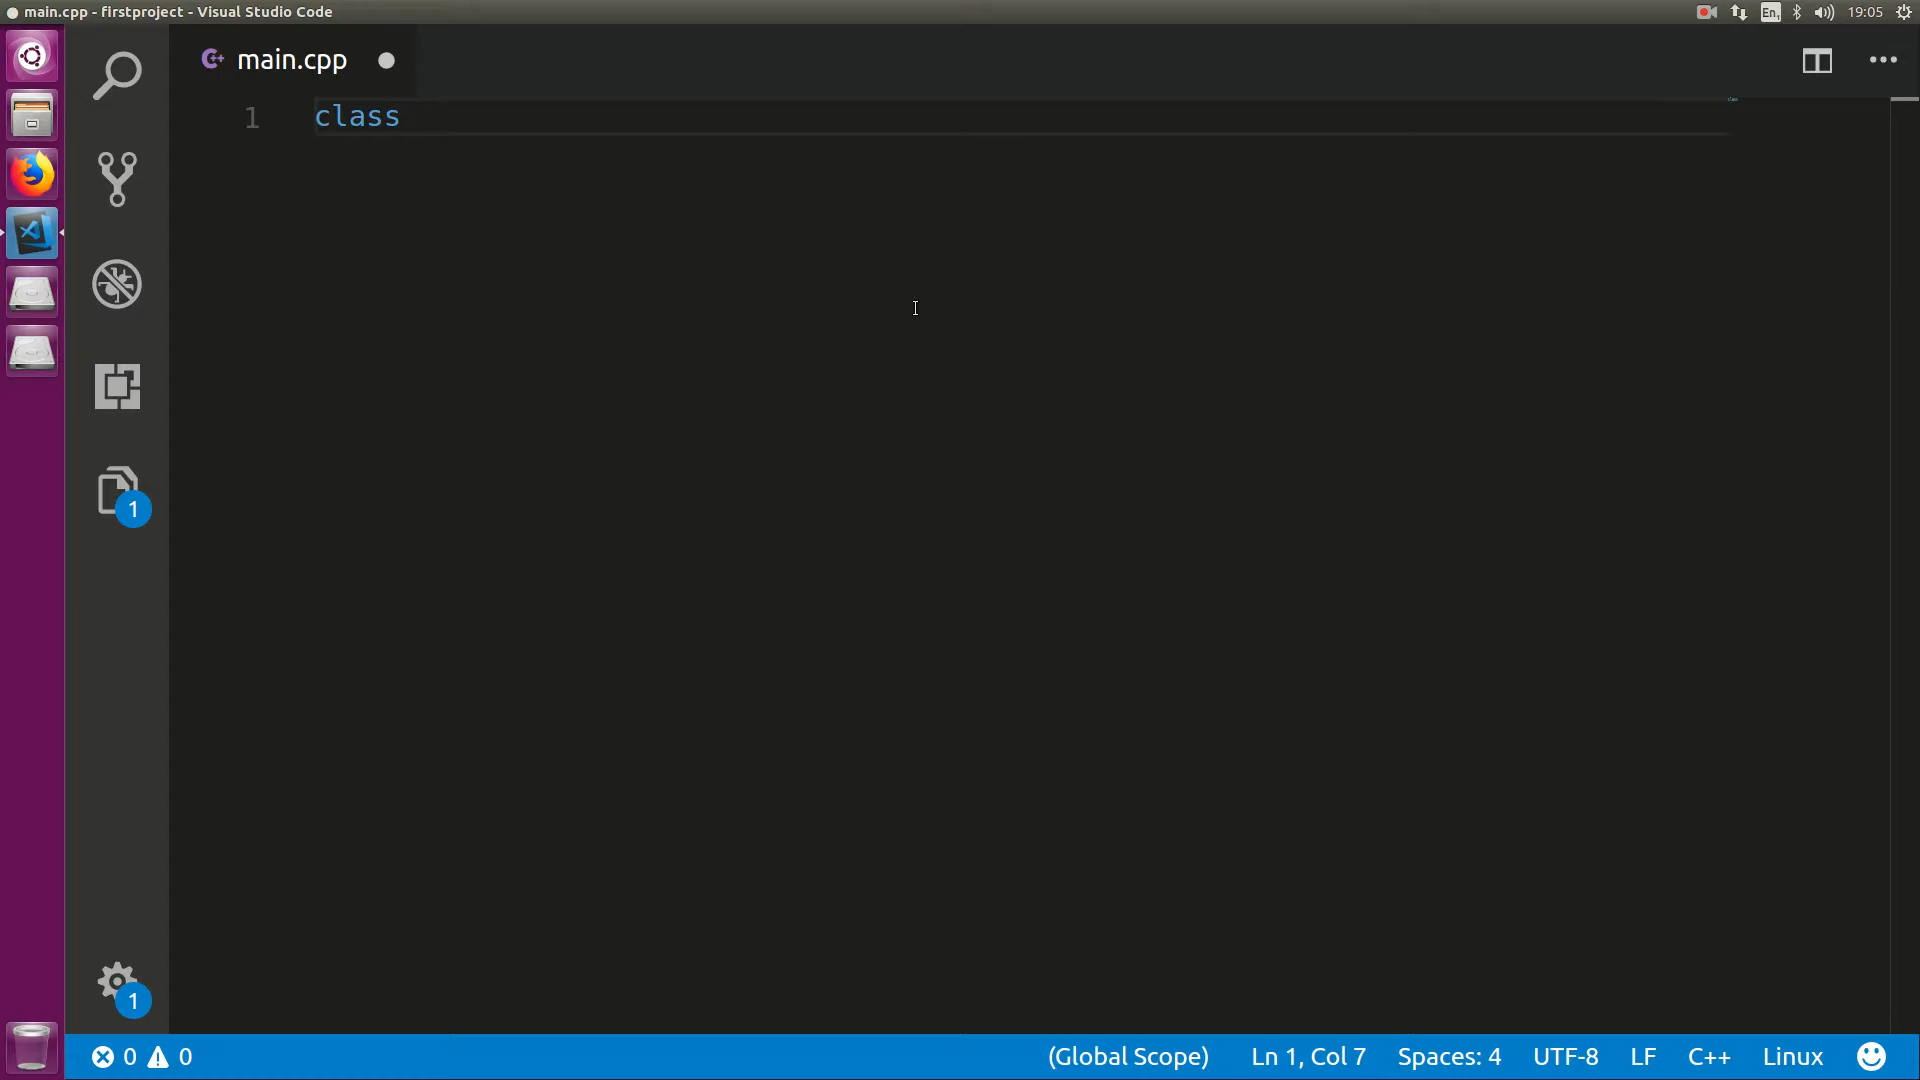 main.cpp - firstproject - Visual Studio Code
En1
19:05
main.cpp
1 class
1
1
0 0
(Global Scope) Ln 1, Col 7 Spaces: 4 UTF-8 LF C++ Linux